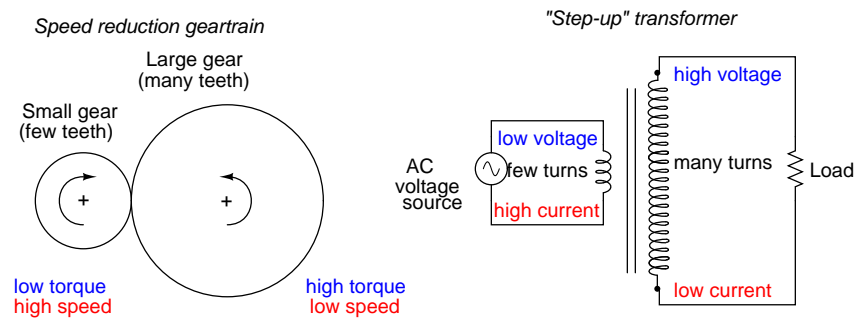 Speed reduction geartrain
Large gear
(many teeth)
Small gear
(few teeth)
+
+
low torque
high speed
high torque
low speed
"Step-up" transformer
high voltage
low voltage
AC
voltage
source
few turns
many turns
Load
high current
low current